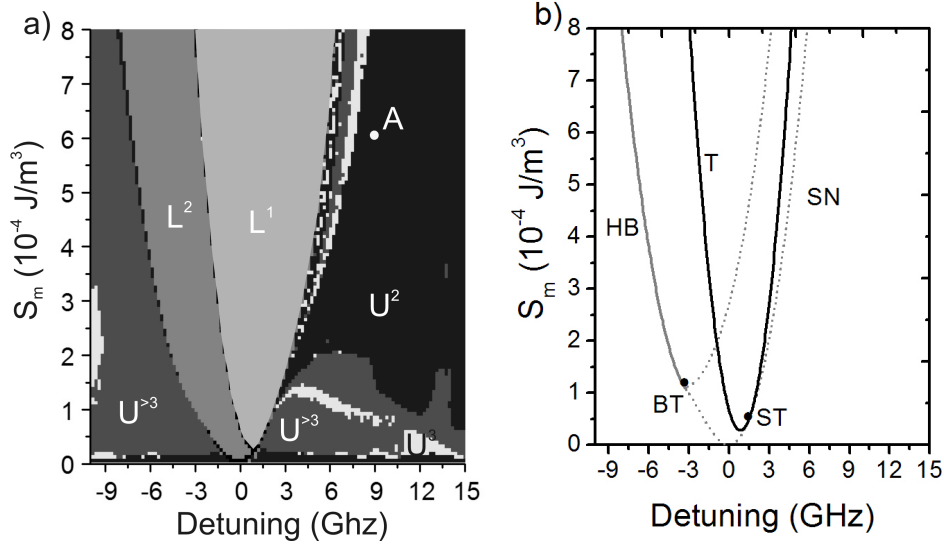 a)
S_m (10⁻⁴ J/m³)
8
7
6
5
4
3
2
1
0
A
L²
L¹
U²
U^{>3}
U^{>3}
U³
-9
-6
-3
0
3
6
9
12
15
Detuning (Ghz)
b)
S_m (10⁻⁴ J/m³)
8
7
6
5
4
3
2
1
0
T
SN
HB
BT
ST
-9
-6
-3
0
3
6
9
12
15
Detuning (GHz)